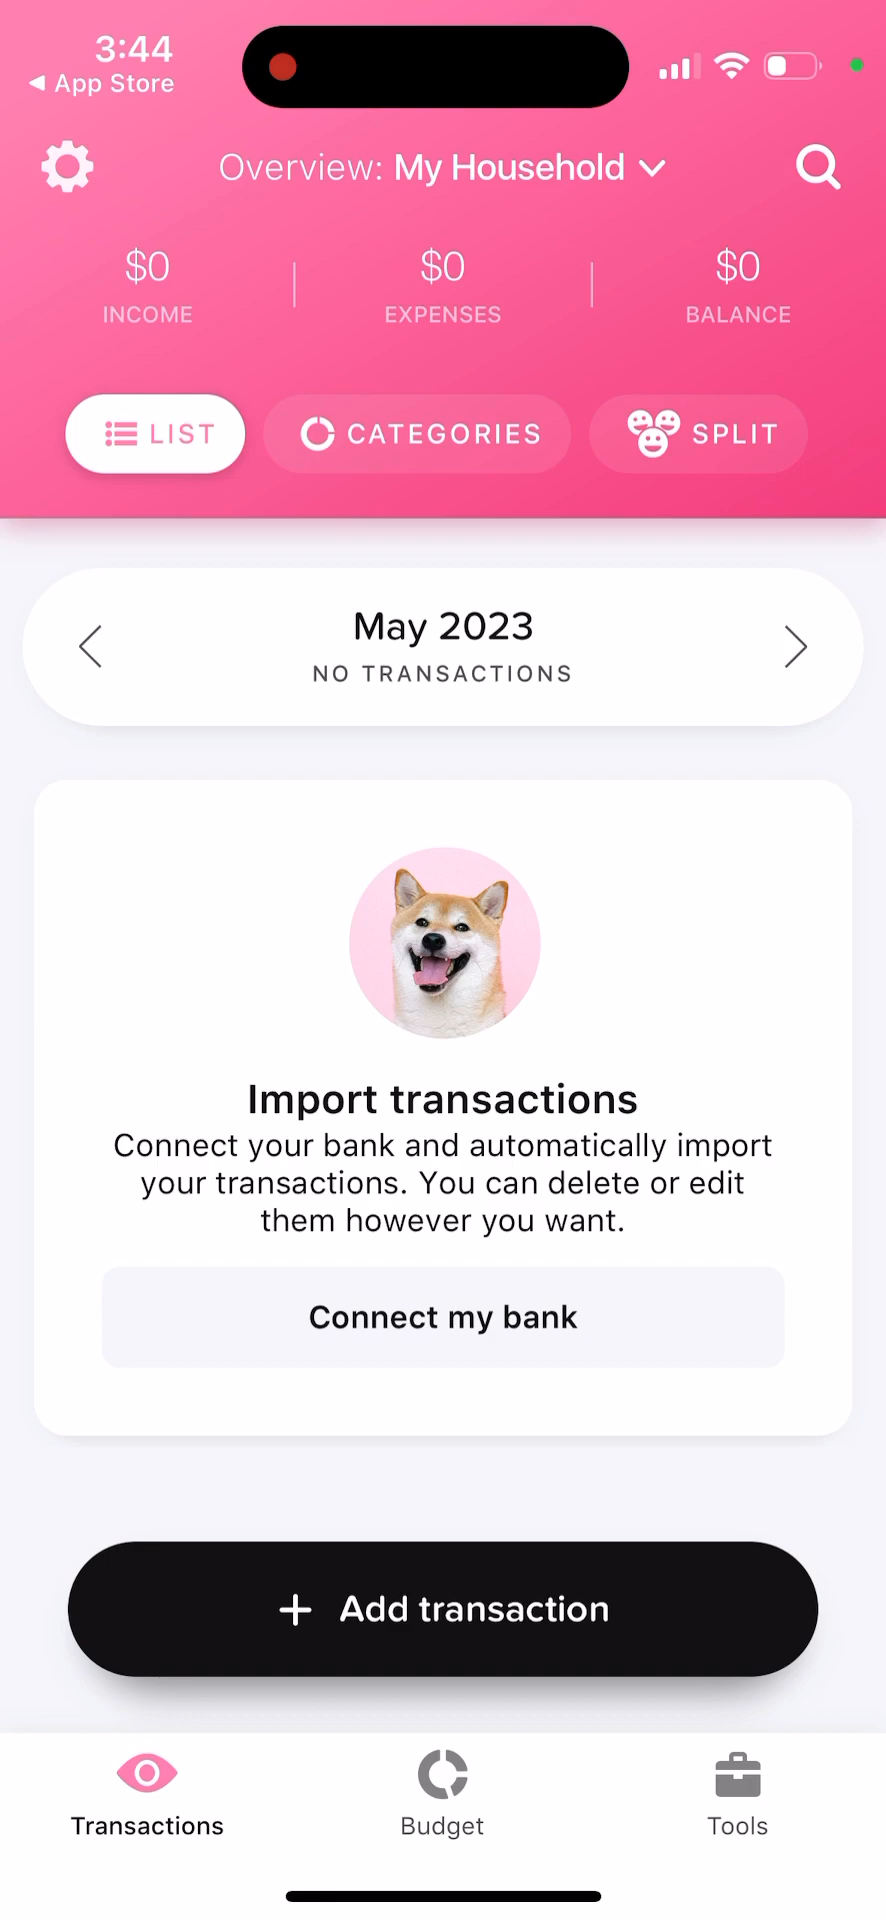 3:44
◀ App Store
Overview: My Household
$0
INCOME
$0
EXPENSES
$0
BALANCE
LIST
CATEGORIES
SPLIT
May 2023
NO TRANSACTIONS
Import transactions
Connect your bank and automatically import
your transactions. You can delete or edit
them however you want.
Connect my bank
+ Add transaction
Transactions
Budget
Tools